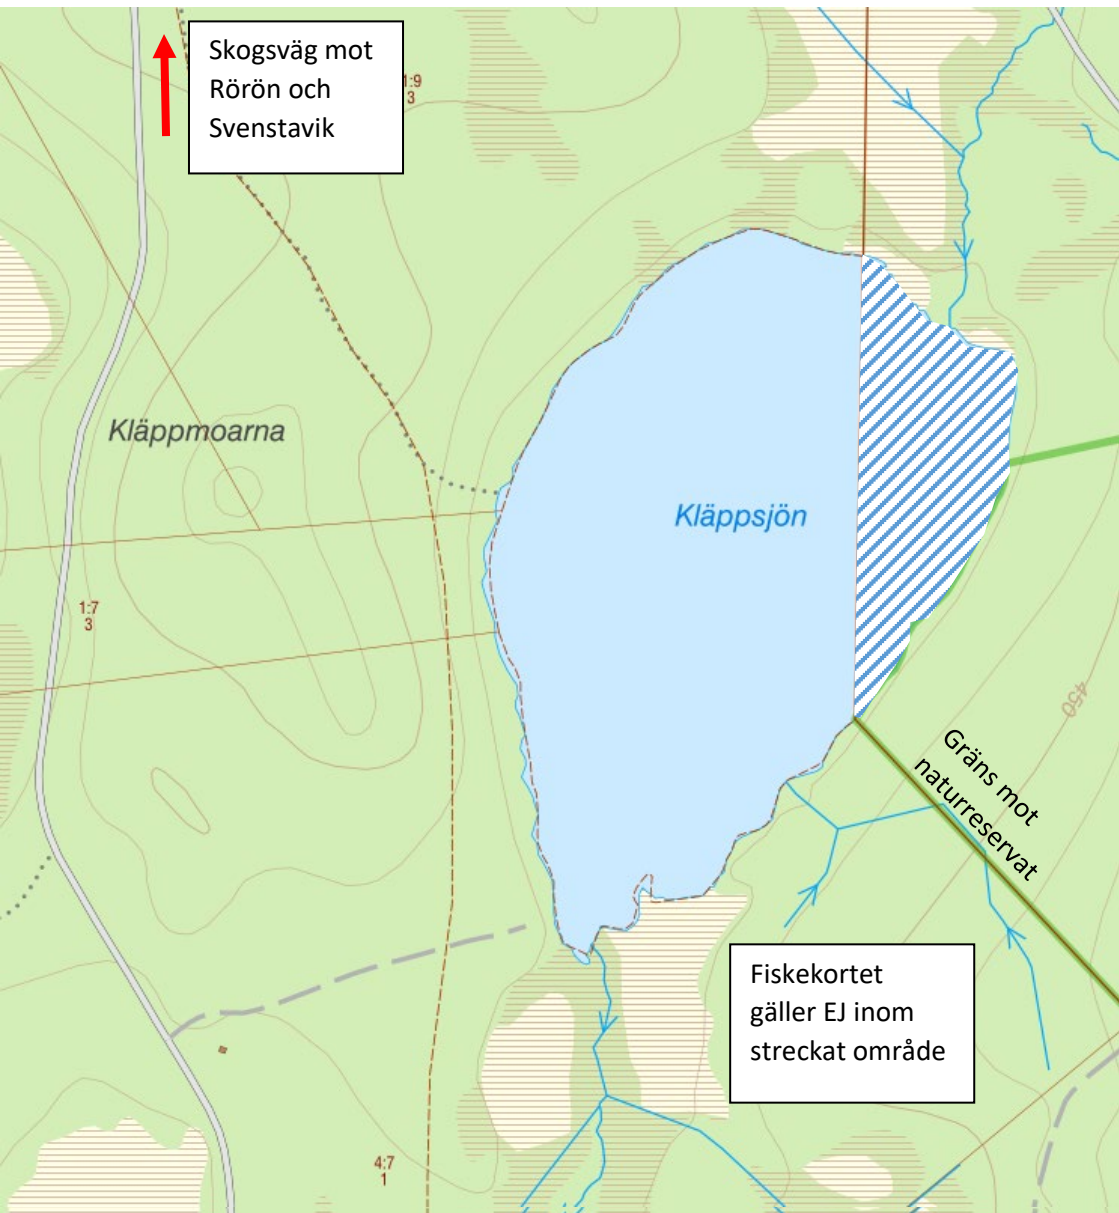 Skogsväg mot
Rörön och
Svenstavik
1:9
3
Kläppmoarna
Kläppsjön
1:7
3
450
Gräns mot
naturreservat
Fiskekortet
gäller EJ inom
streckat område
4:7
1